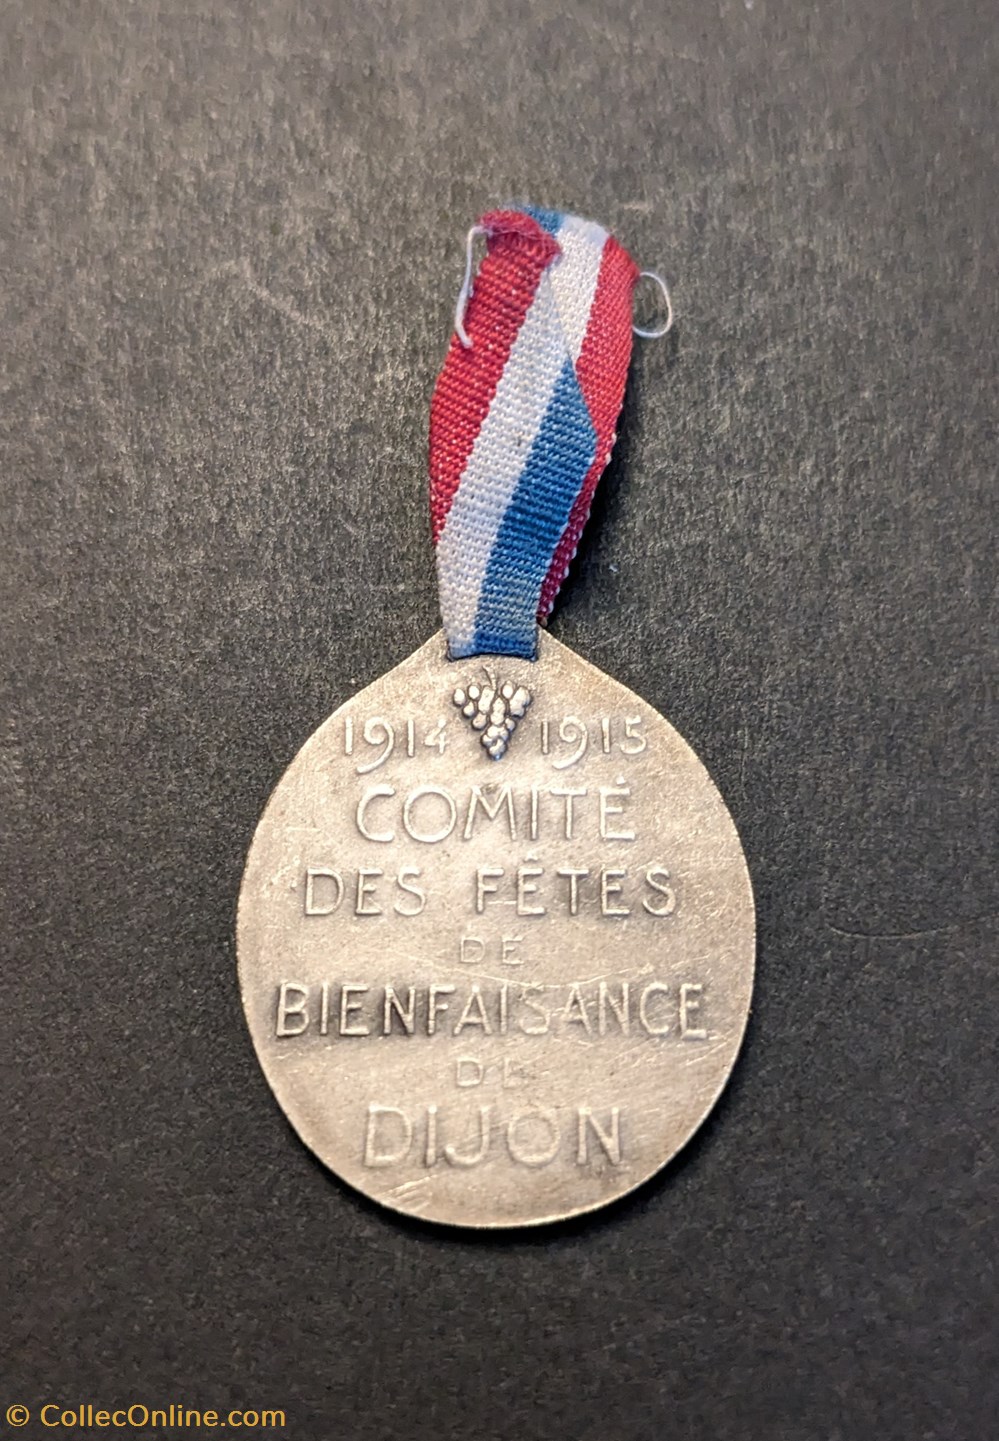 1914 1915
COMITÉ
DES FÊTES
DE
BIENFAISANCE
DE
DIJON
© CollecOnline.com